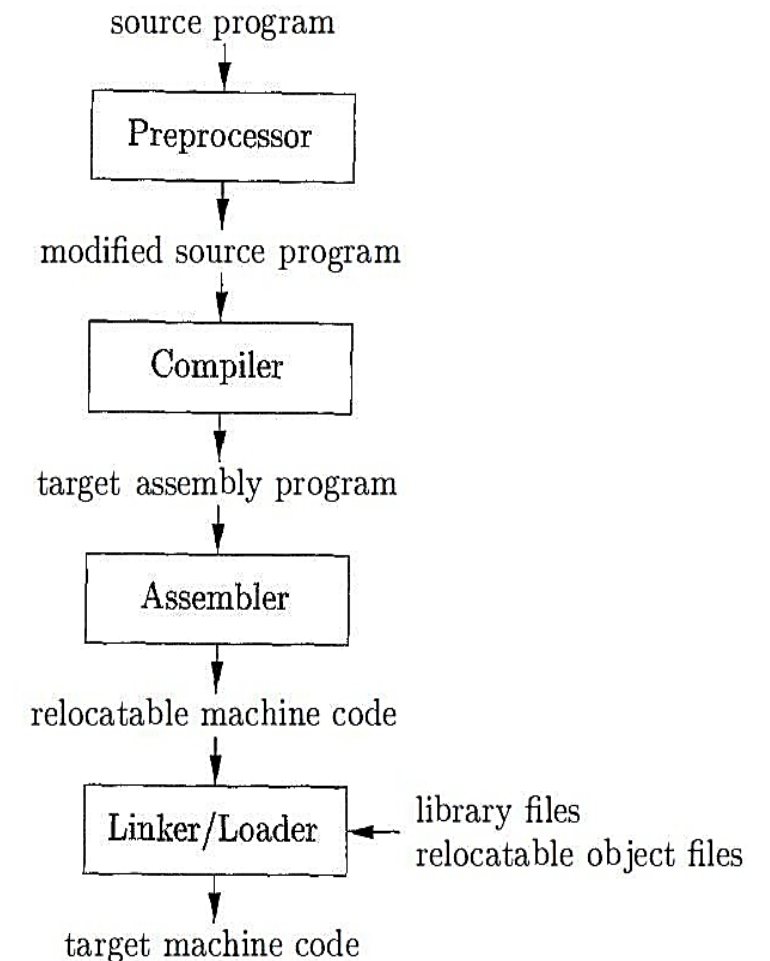 source program
Preprocessor
modified source program
Compiler
target assembly program
Assembler
relocatable machine code
Linker/Loader
library files
relocatable object files
target machine code